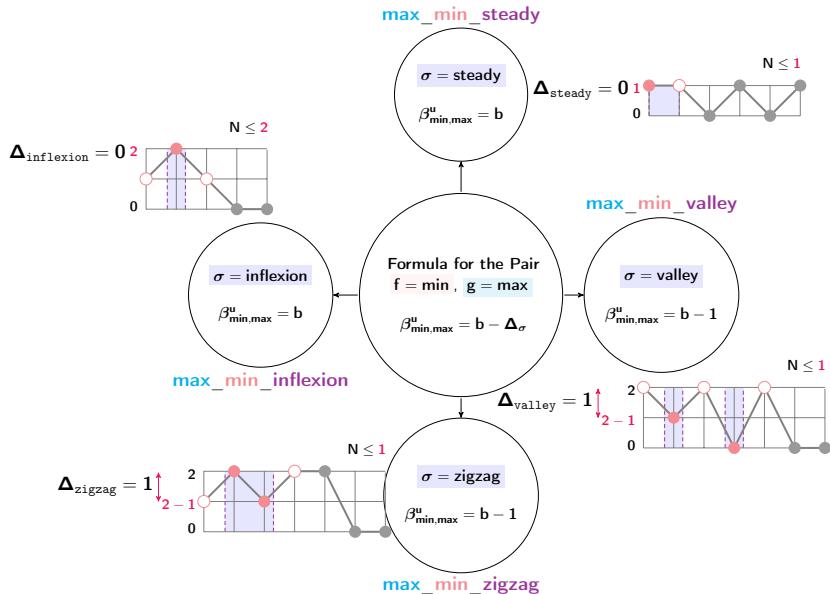 max_min_steady
σ = steady
β^u_min,max = b
Δ_steady = 0
N ≤ 1
1
0
N ≤ 2
Δ_inflexion = 0
2
0
σ = inflexion
β^u_min,max = b
max_min_inflexion
Formula for the Pair
f = min , g = max
β^u_min,max = b − Δ_σ
max_min_valley
σ = valley
β^u_min,max = b − 1
N ≤ 1
Δ_valley = 1
2
2 − 1
0
N ≤ 1
Δ_zigzag = 1
2
2 − 1
0
σ = zigzag
β^u_min,max = b − 1
max_min_zigzag